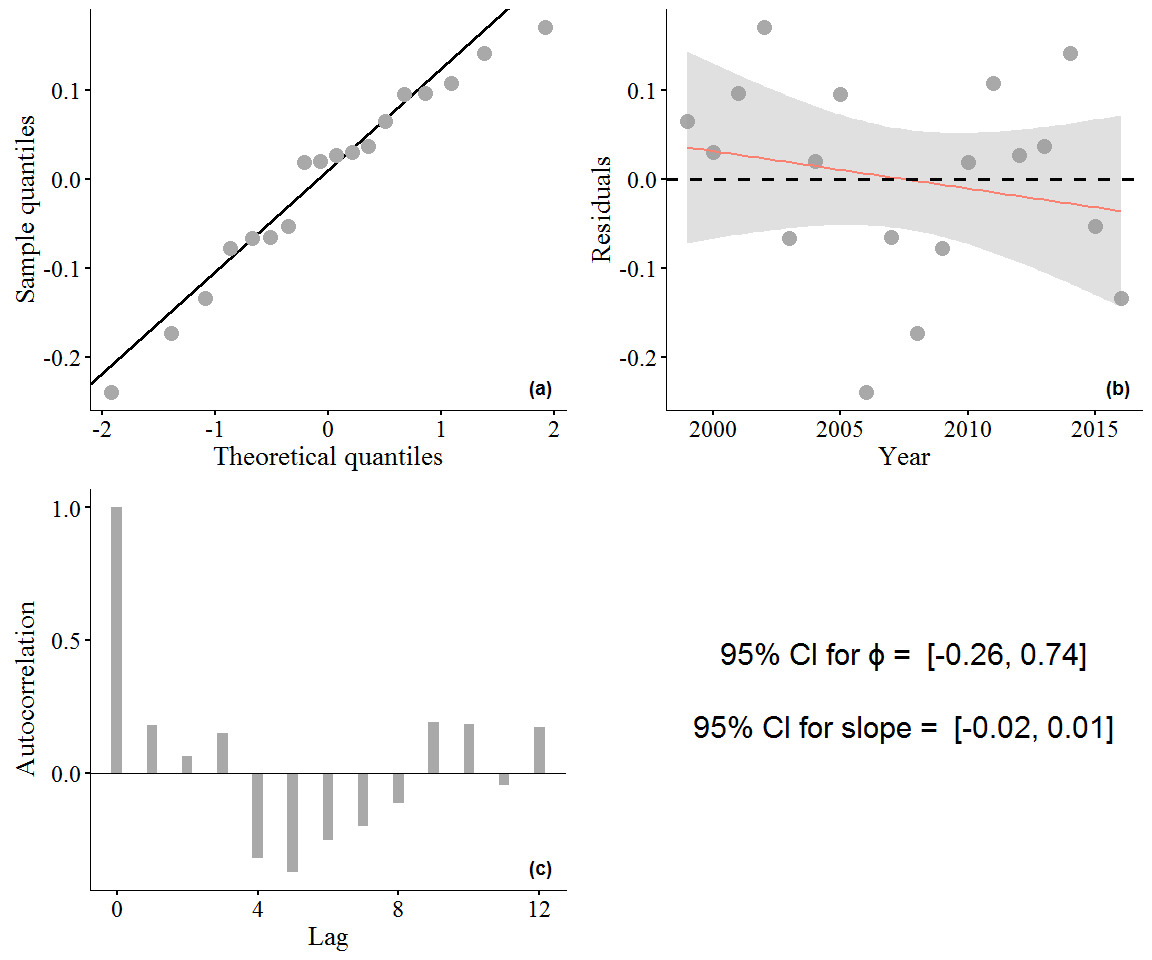 0.1
0.0
-0.1
-0.2
Sample quantiles
-2 -1 0 1 2
Theoretical quantiles
(a)
0.1
0.0
-0.1
-0.2
Residuals
2000 2005 2010 2015
Year
(b)
1.0
0.5
0.0
Autocorrelation
0 4 8 12
Lag
(c)
95% CI for ϕ = [-0.26, 0.74]
95% CI for slope = [-0.02, 0.01]